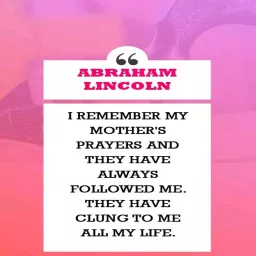 ❝
ABRAHAM
LINCOLN
I REMEMBER MY
MOTHER'S
PRAYERS AND
THEY HAVE
ALWAYS
FOLLOWED ME.
THEY HAVE
CLUNG TO ME
ALL MY LIFE.